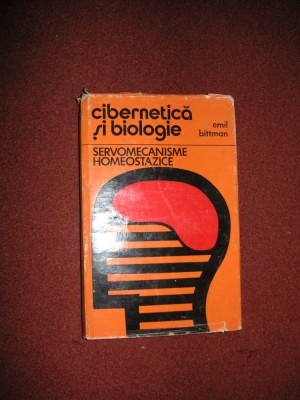 cibernetică
și biologie
emil
bittman
SERVOMECANISME
HOMEOSTAZICE